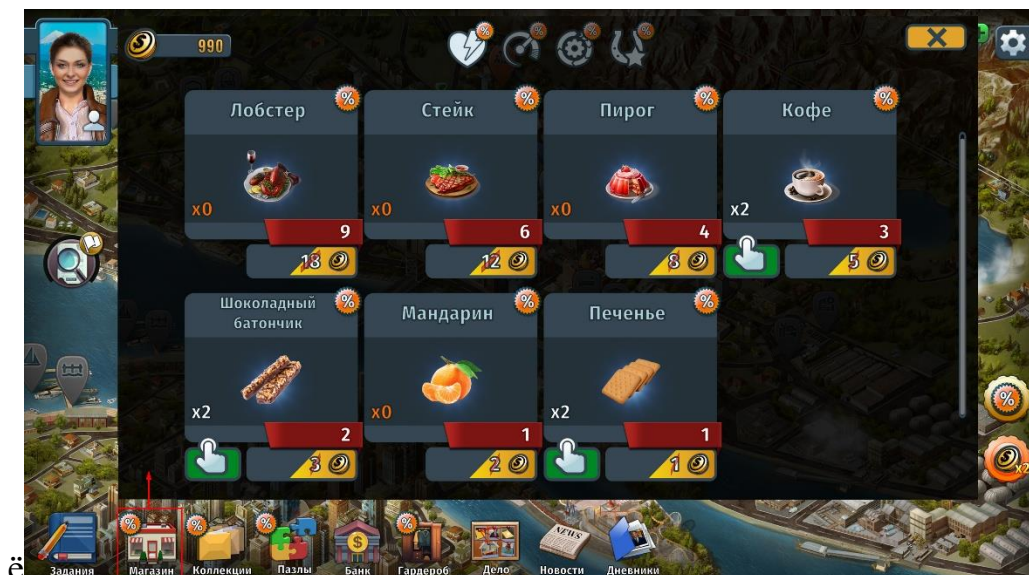 990
%
%
%
%
Лобстер
%
Стейк
%
Пирог
%
Кофе
%
x0
x0
x0
x2
9
6
4
3
18
12
8
5
Шоколадный
батончик
%
Мандарин
%
Печенье
%
x2
x0
x2
2
1
1
3
2
1
%
x2
%
%
%
%
$
NEWS
ё
Задания
Магазин
Коллекции
Пазлы
Банк
Гардероб
Дело
Новости
Дневники